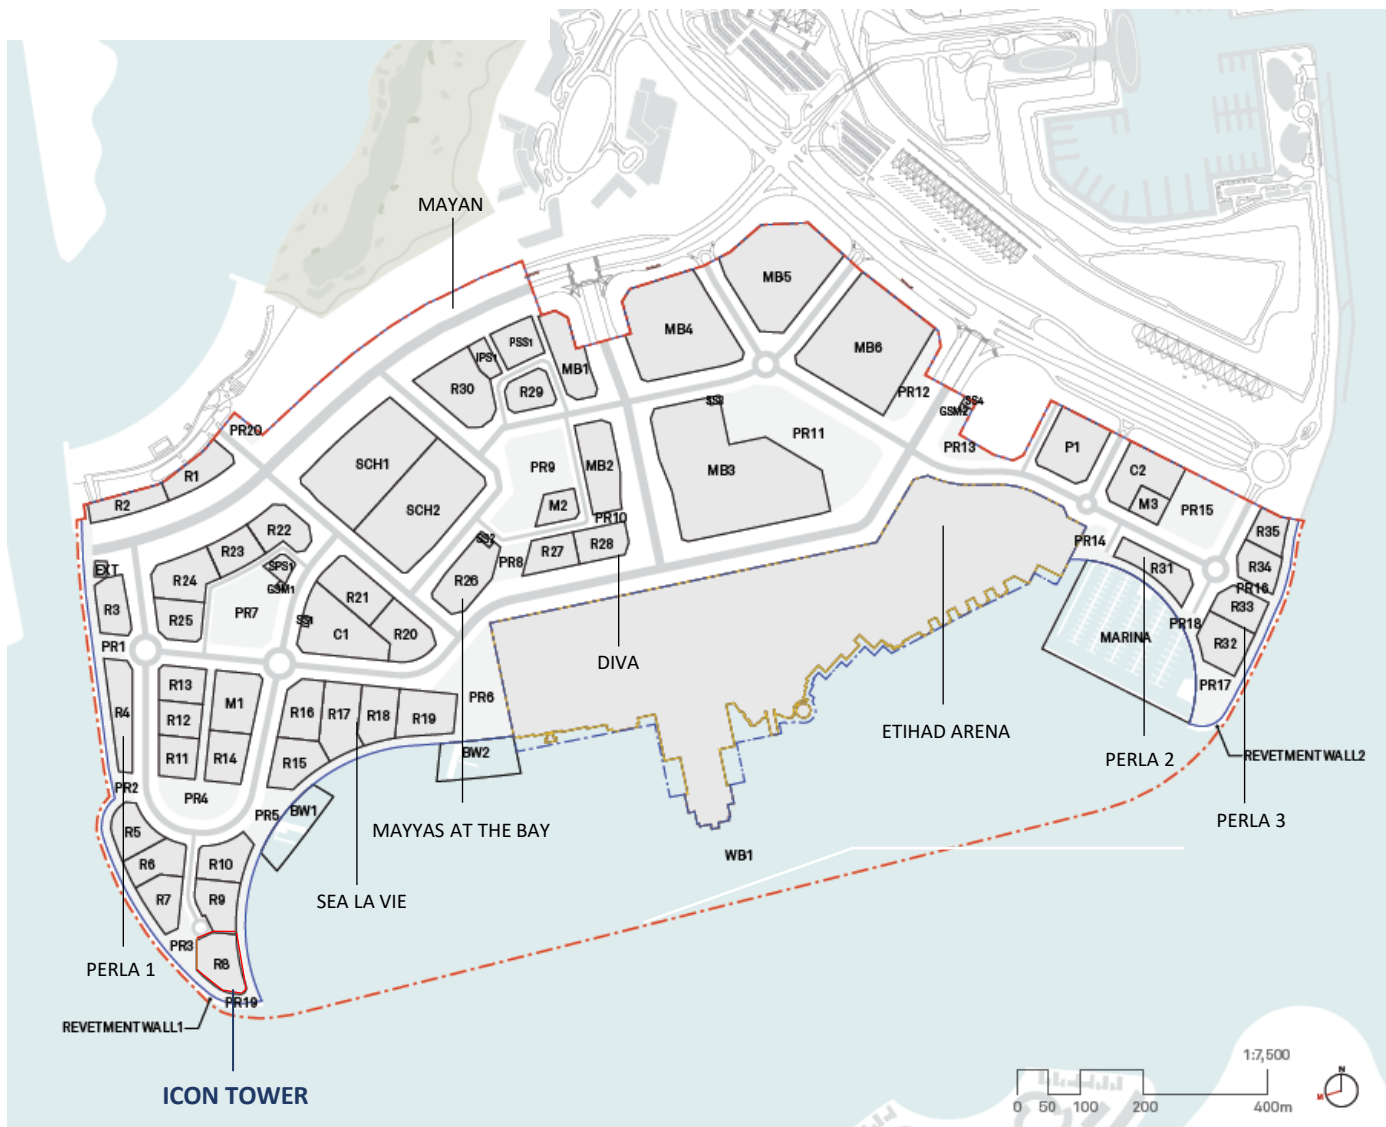 MAYAN
MB5
MB4
MB6
IPS1
PSS1
MB1
R30
R29
SS3
PR12
SS4
GSM2
PR20
PR11
PR13
P1
SCH1
PR9
MB2
MB3
C2
R1
R2
SCH2
M2
M3
PR15
PR10
R22
R23
SS2
R27
R28
PR14
R35
EXT
SPS1
PR8
R24
GSM1
R26
R31
R34
PR16
R3
R25
PR7
R21
R33
SS1
C1
R20
PR18
MARINA
PR1
DIVA
R32
R13
M1
PR6
PR17
R4
R12
R16
R17
R18
R19
ETIHAD ARENA
R11
R14
R15
BW2
PERLA 2
REVETMENT WALL2
PR2
PR4
PR5
BW1
R5
MAYYAS AT THE BAY
PERLA 3
R6
R10
WB1
R7
R9
SEA LA VIE
PR3
R8
PERLA 1
PR19
REVETMENT WALL1
ICON TOWER
1:7,500
0 50 100 200 400m
N
M